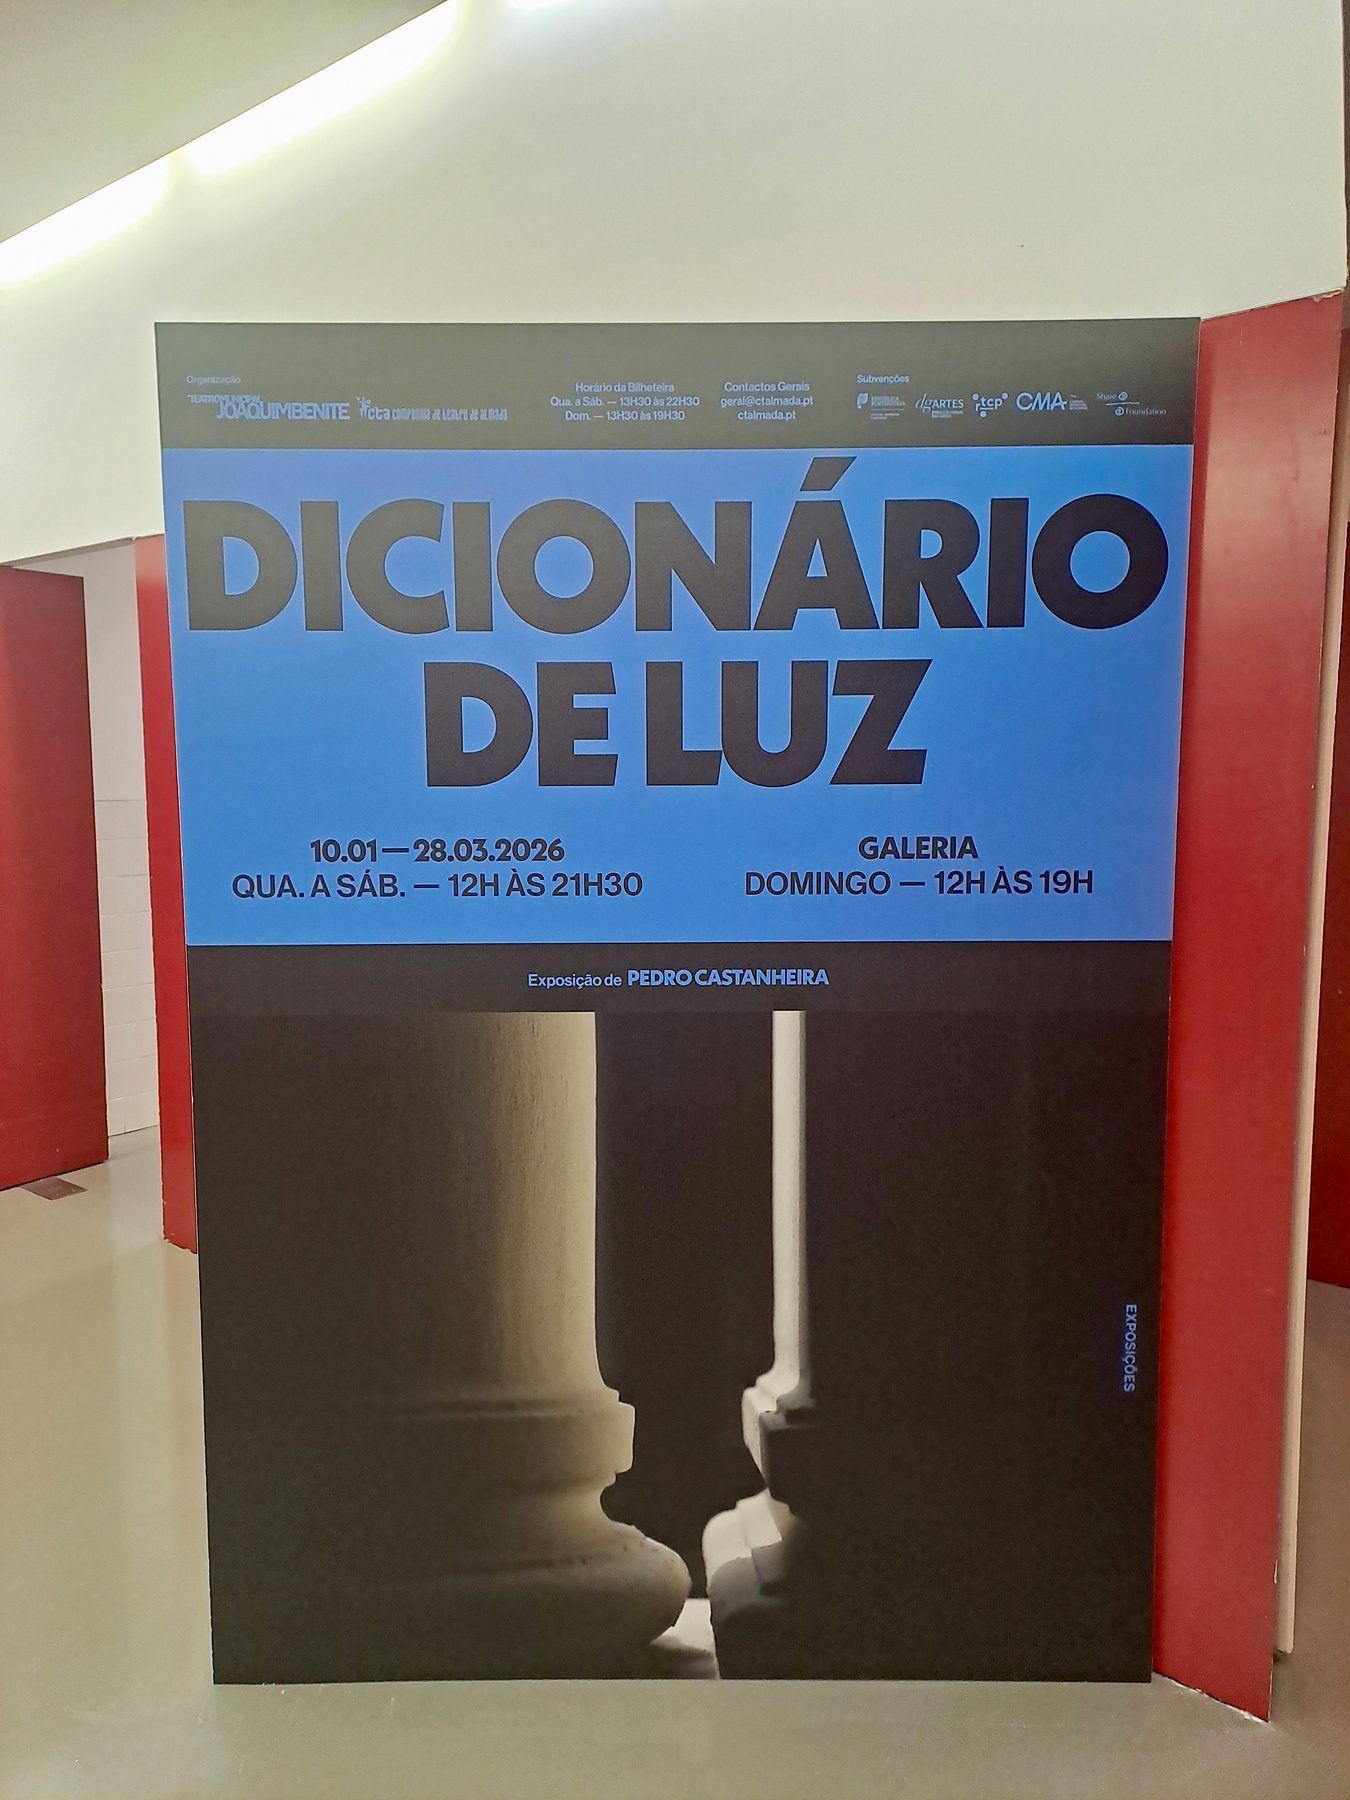 Organização
TEATRO MUNICIPAL
JOAQUIM BENITE
cta companhia de teatro de almada
Horário da Bilheteira
Qua. a Sáb. — 13H30 às 22H30
Dom. — 13H30 às 19H30
Contactos Gerais
geral@ctalmada.pt
ctalmada.pt
Subvenções
REPÚBLICA
PORTUGUESA
dgARTES
rtcp
CMA
Share
Foundation
DICIONÁRIO
DE LUZ
10.01—28.03.2026
QUA. A SÁB. — 12H ÀS 21H30
GALERIA
DOMINGO — 12H ÀS 19H
Exposição de PEDRO CASTANHEIRA
EXPOSIÇÕES